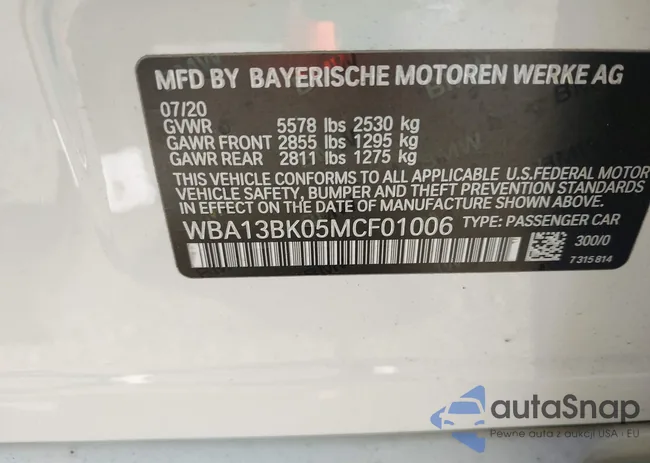 MFD BY BAYERISCHE MOTOREN WERKE AG
07/20
GVWR 5578 lbs 2530 kg
GAWR FRONT 2855 lbs 1295 kg
GAWR REAR 2811 lbs 1275 kg
THIS VEHICLE CONFORMS TO ALL APPLICABLE U.S.FEDERAL MOTOR
VEHICLE SAFETY, BUMPER AND THEFT PREVENTION STANDARDS
IN EFFECT ON THE DATE OF MANUFACTURE SHOWN ABOVE.
WBA13BK05MCF01006 TYPE: PASSENGER CAR
300/0
7315814
autaSnap
Pewne auta z aukcji USA i EU